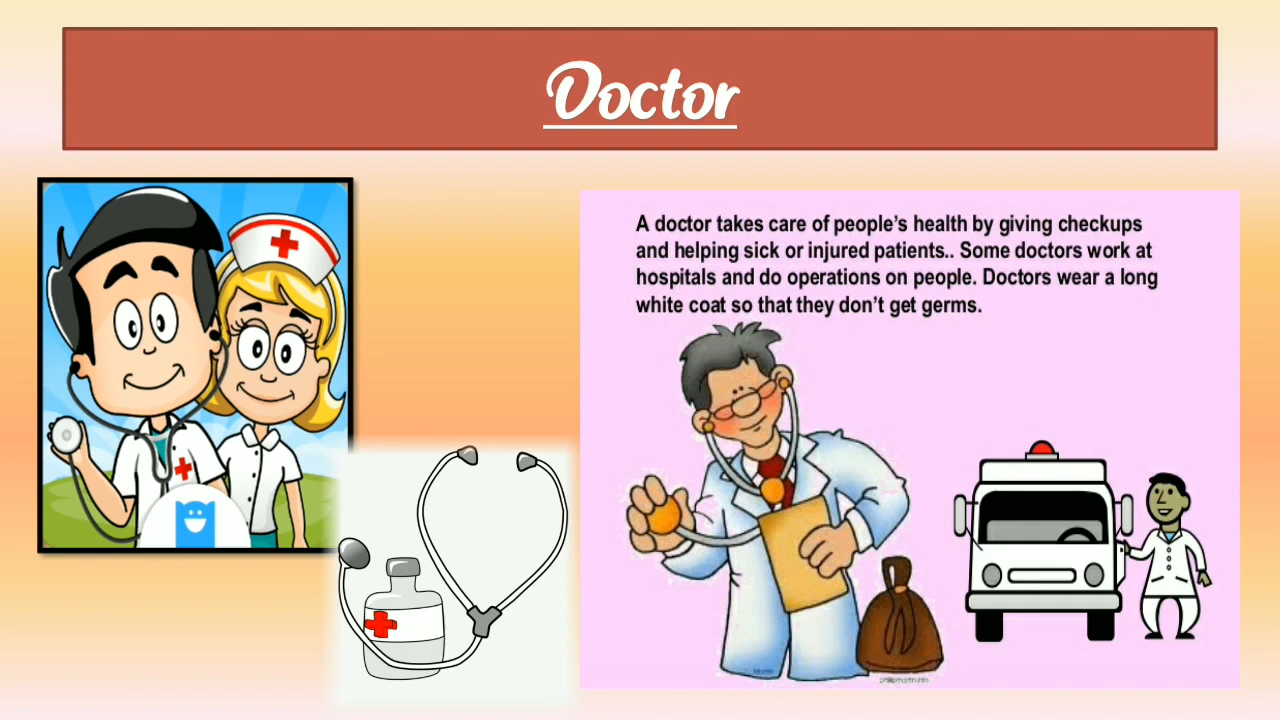 Doctor
A doctor takes care of people's health by giving checkups
and helping sick or injured patients.. Some doctors work at
hospitals and do operations on people. Doctors wear a long
white coat so that they don't get germs.